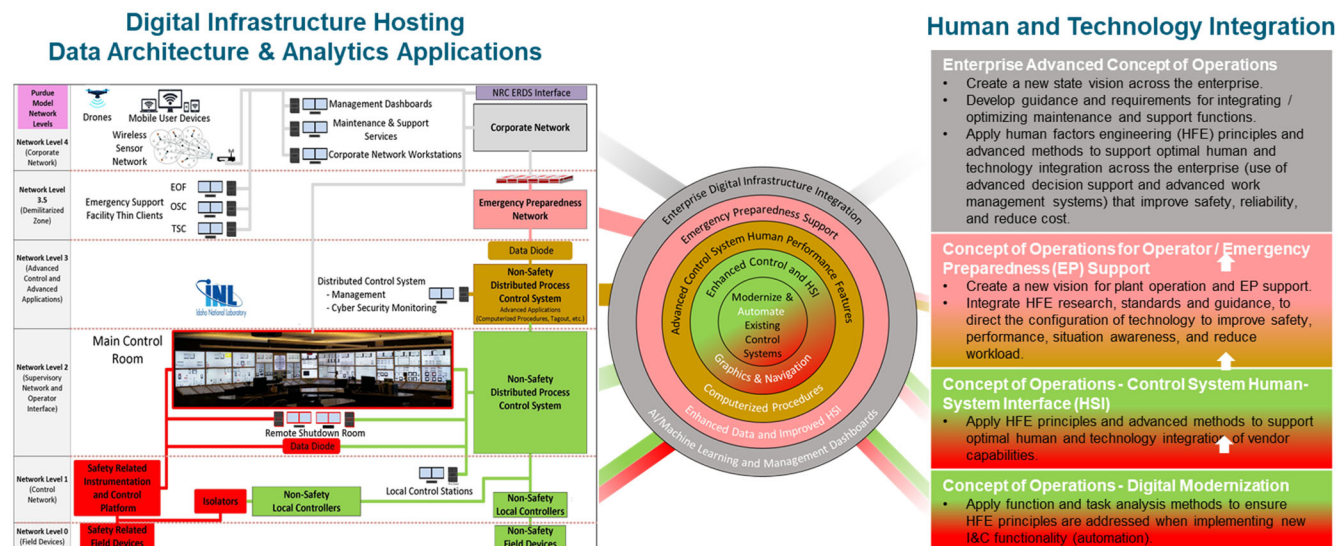 Digital Infrastructure Hosting
Data Architecture & Analytics Applications
Purdue
Model
Network
Levels
Network Level 4
(Corporate
Network)
Drones
Mobile User Devices
Wireless
Sensor
Network
Management Dashboards
Maintenance & Support
Services
Corporate Network Workstations
NRC ERDS Interface
Corporate Network
Network Level
3.5
(Demilitarized
Zone)
EOF
Emergency Support
Facility Thin Clients
OSC
TSC
Emergency Preparedness
Network
Data Diode
Network Level 3
(Advanced
Control and
Advanced
Applications)
INL
Idaho National Laboratory
Distributed Control System
- Management
- Cyber Security Monitoring
Non-Safety
Distributed Process
Control System
Advanced Applications
(Computerized Procedures, Tagout, etc.)
Network Level 2
(Supervisory
Network and
Operator
Interface)
Main Control
Room
Non-Safety
Distributed Process
Control System
Remote Shutdown Room
Data Diode
Network Level 1
(Control
Network)
Safety Related
Instrumentation
and Control
Platform
Isolators
Non-Safety
Local Controllers
Local Control Stations
Non-Safety
Local Controllers
Network Level 0
(Field Devices)
Safety Related
Field Devices
Non-Safety
Field Devices
Enterprise Digital Infrastructure Integration
Emergency Preparedness Support
Advanced Control System Human Performance Features
Enhanced Control and HSI
Modernize &
Automate
Existing
Control
Systems
Graphics & Navigation
Computerized Procedures
Enhanced Data and Improved HSI
AI/Machine Learning and Management Dashboards
Human and Technology Integration
Enterprise Advanced Concept of Operations
• Create a new state vision across the enterprise.
• Develop guidance and requirements for integrating /
optimizing maintenance and support functions.
• Apply human factors engineering (HFE) principles and
advanced methods to support optimal human and
technology integration across the enterprise (use of
advanced decision support and advanced work
management systems) that improve safety, reliability,
and reduce cost.
Concept of Operations for Operator / Emergency
Preparedness (EP) Support
• Create a new vision for plant operation and EP support.
• Integrate HFE research, standards and guidance, to
direct the configuration of technology to improve safety,
performance, situation awareness, and reduce
workload.
Concept of Operations - Control System Human-
System Interface (HSI)
• Apply HFE principles and advanced methods to support
optimal human and technology integration of vendor
capabilities.
Concept of Operations - Digital Modernization
• Apply function and task analysis methods to ensure
HFE principles are addressed when implementing new
I&C functionality (automation).